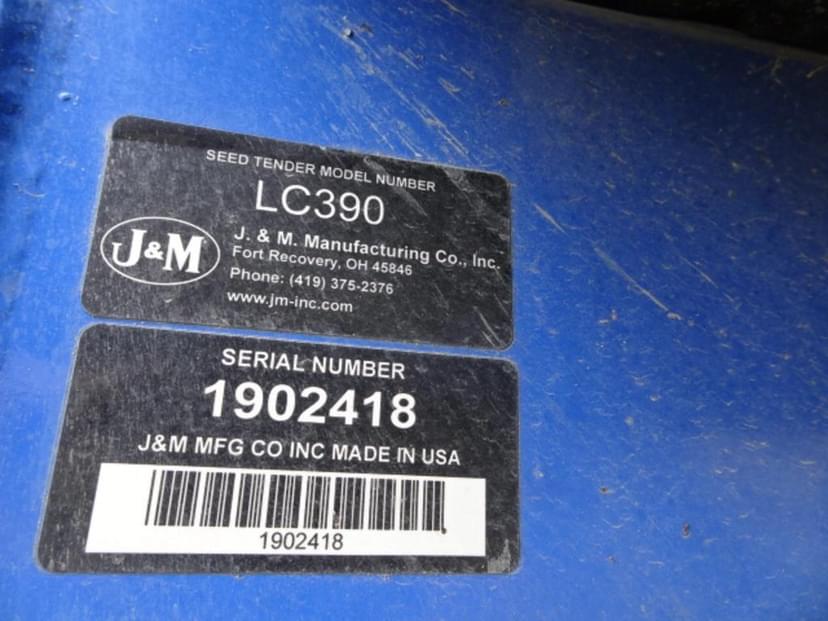 SEED TENDER MODEL NUMBER
LC390
J&M
J. & M. Manufacturing Co., Inc.
Fort Recovery, OH 45846
Phone: (419) 375-2376
www.jm-inc.com
SERIAL NUMBER
1902418
J&M MFG CO INC MADE IN USA
1902418